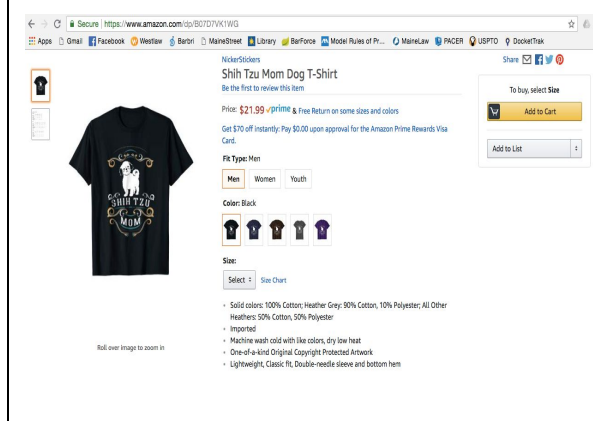 Secure https://www.amazon.com/dp/B07D7VK1WG
Apps Gmail Facebook Westlaw Barbri MaineStreet Library BarForce Model Rules of Pr... MaineLaw PACER USPTO DocketTrak
NickerStickers
Shih Tzu Mom Dog T-Shirt
Be the first to review this item
Price: $21.99 prime & Free Return on some sizes and colors
Get $70 off instantly: Pay $0.00 upon approval for the Amazon Prime Rewards Visa
Card.
Fit Type: Men
Men Women Youth
Color: Black
Size:
Select Size Chart
Solid colors: 100% Cotton; Heather Grey: 90% Cotton, 10% Polyester; All Other
Heathers: 50% Cotton, 50% Polyester
Imported
Machine wash cold with like colors, dry low heat
One-of-a-kind Original Copyright Protected Artwork
Lightweight, Classic fit, Double-needle sleeve and bottom hem
SHIH TZU
MOM
Roll over image to zoom in
Share
To buy, select Size
Add to Cart
Add to List